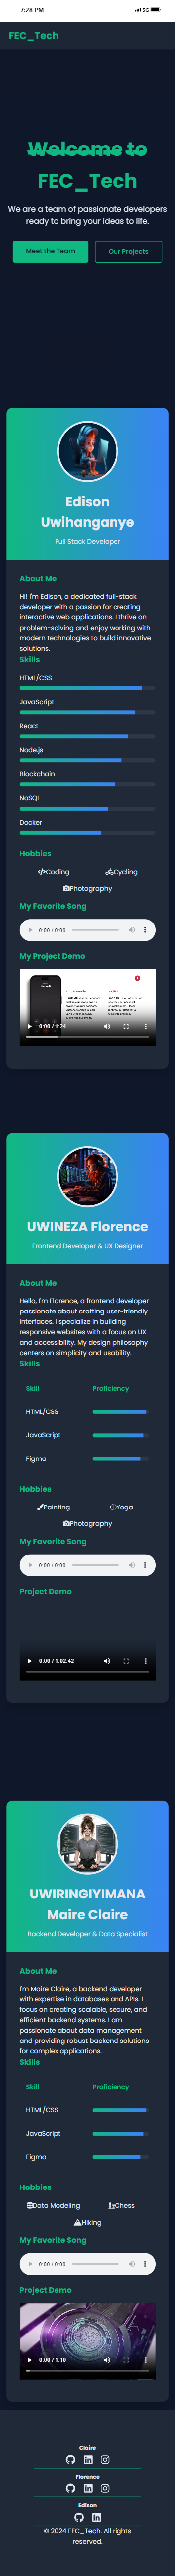 7:28 PM
5G
FEC_Tech
Welcome to
FEC_Tech
We are a team of passionate developers
ready to bring your ideas to life.
Meet the Team
Our Projects
Edison
Uwihanganye
Full Stack Developer
About Me
Hi! I'm Edison, a dedicated full-stack
developer with a passion for creating
interactive web applications. I thrive on
problem-solving and enjoy working with
modern technologies to build innovative
solutions.
Skills
HTML/CSS
JavaScript
React
Node.js
Blockchain
NoSQL
Docker
Hobbies
Coding
Cycling
Photography
My Favorite Song
0:00 / 0:00
My Project Demo
0:00 / 1:24
UWINEZA Florence
Frontend Developer & UX Designer
About Me
Hello, I'm Florence, a frontend developer
passionate about crafting user-friendly
interfaces. I specialize in building
responsive websites with a focus on UX
and accessibility. My design philosophy
centers on simplicity and usability.
Skills
Skill Proficiency
HTML/CSS
JavaScript
Figma
Hobbies
Painting
Yoga
Photography
My Favorite Song
0:00 / 0:00
Project Demo
0:00 / 1:02:42
UWIRINGIYIMANA
Maire Claire
Backend Developer & Data Specialist
About Me
I'm Maire Claire, a backend developer
with expertise in databases and APIs. I
focus on creating scalable, secure, and
efficient backend systems. I am
passionate about data management
and providing robust backend solutions
for complex applications.
Skills
Skill Proficiency
HTML/CSS
JavaScript
Figma
Hobbies
Data Modeling
Chess
Hiking
My Favorite Song
0:00 / 0:00
Project Demo
0:00 / 1:10
Claire
Florence
Edison
© 2024 FEC_Tech. All rights
reserved.